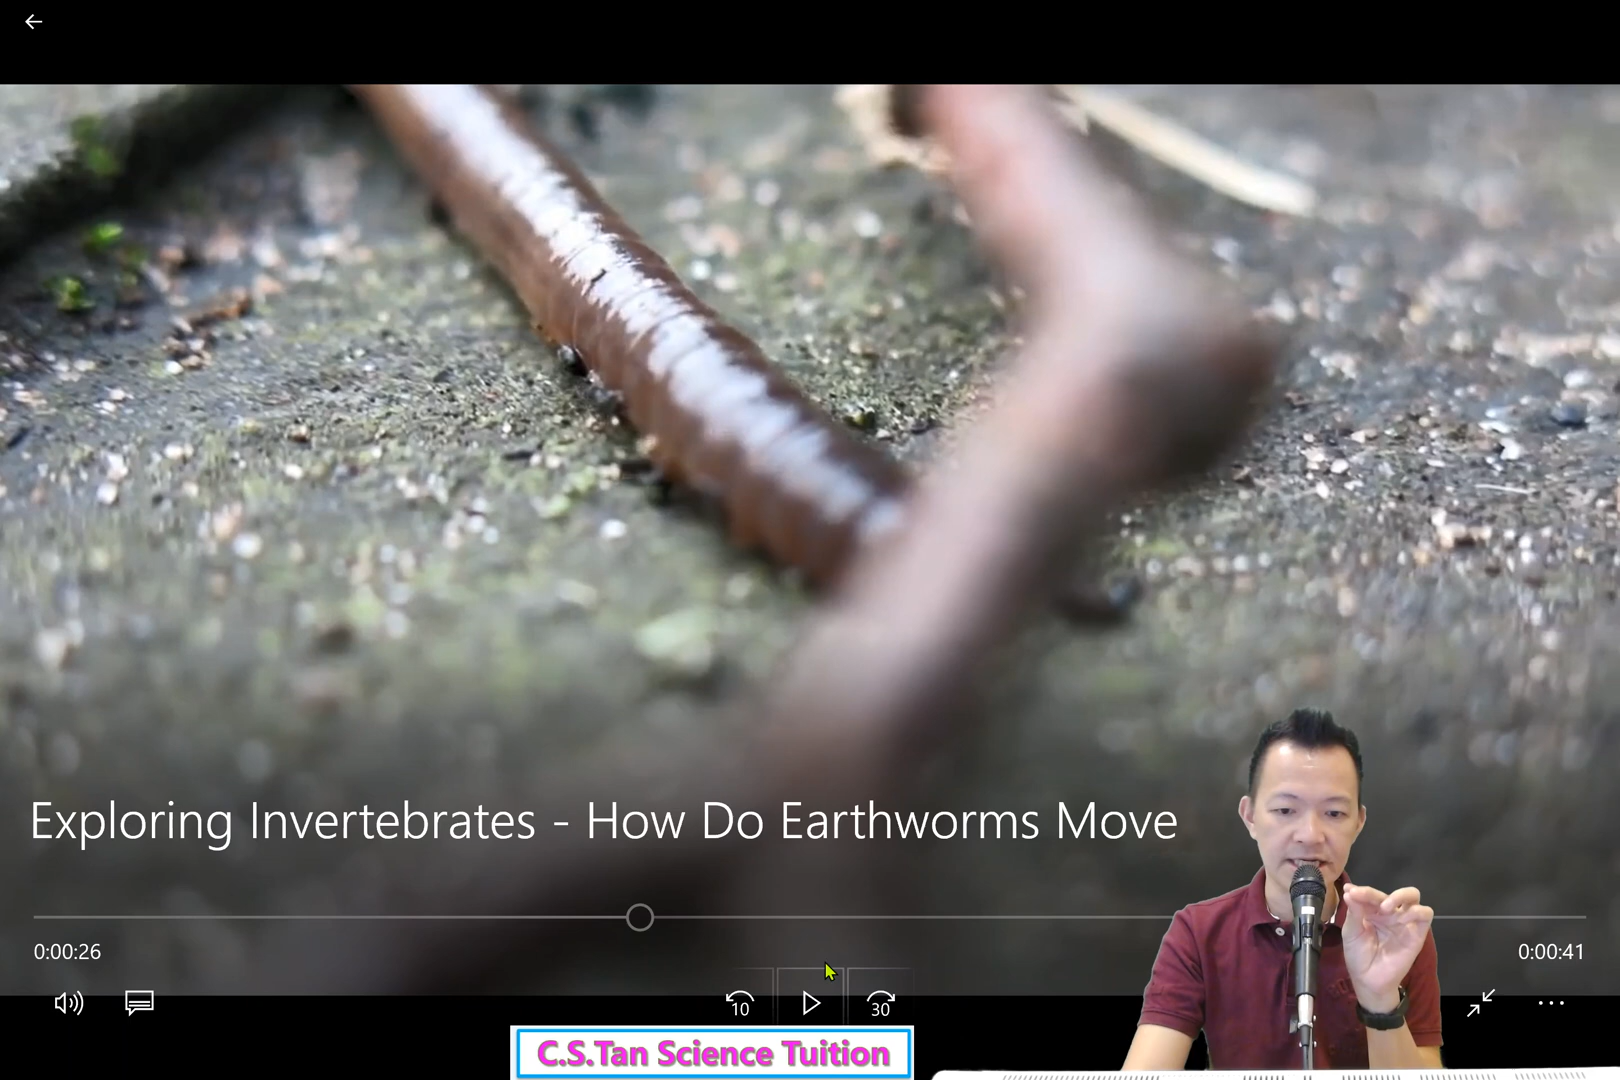 Exploring Invertebrates - How Do Earthworms Move
0:00:26
0:00:41
10
30
C.S.Tan Science Tuition